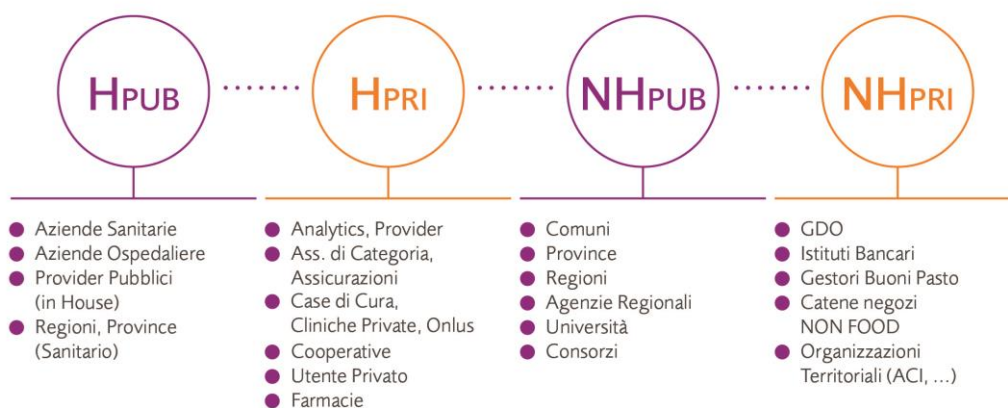 HPUB
HPRI
NHPUB
NHPRI
Aziende Sanitarie
Aziende Ospedaliere
Provider Pubblici
(in House)
Regioni, Province
(Sanitario)
Analytics, Provider
Ass. di Categoria,
Assicurazioni
Case di Cura,
Cliniche Private, Onlus
Cooperative
Utente Privato
Farmacie
Comuni
Province
Regioni
Agenzie Regionali
Università
Consorzi
GDO
Istituti Bancari
Gestori Buoni Pasto
Catene negozi
NON FOOD
Organizzazioni
Territoriali (ACI, ...)